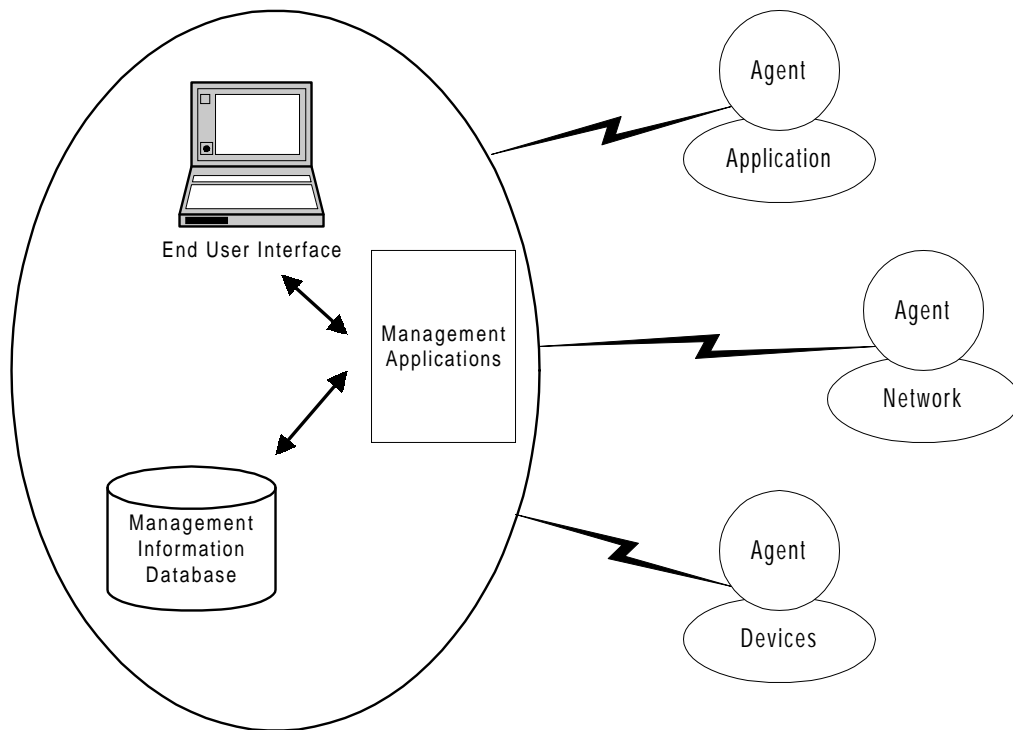 Agent
Application
End User Interface
Management
Applications
Agent
Network
Management
Information
Database
Agent
Devices